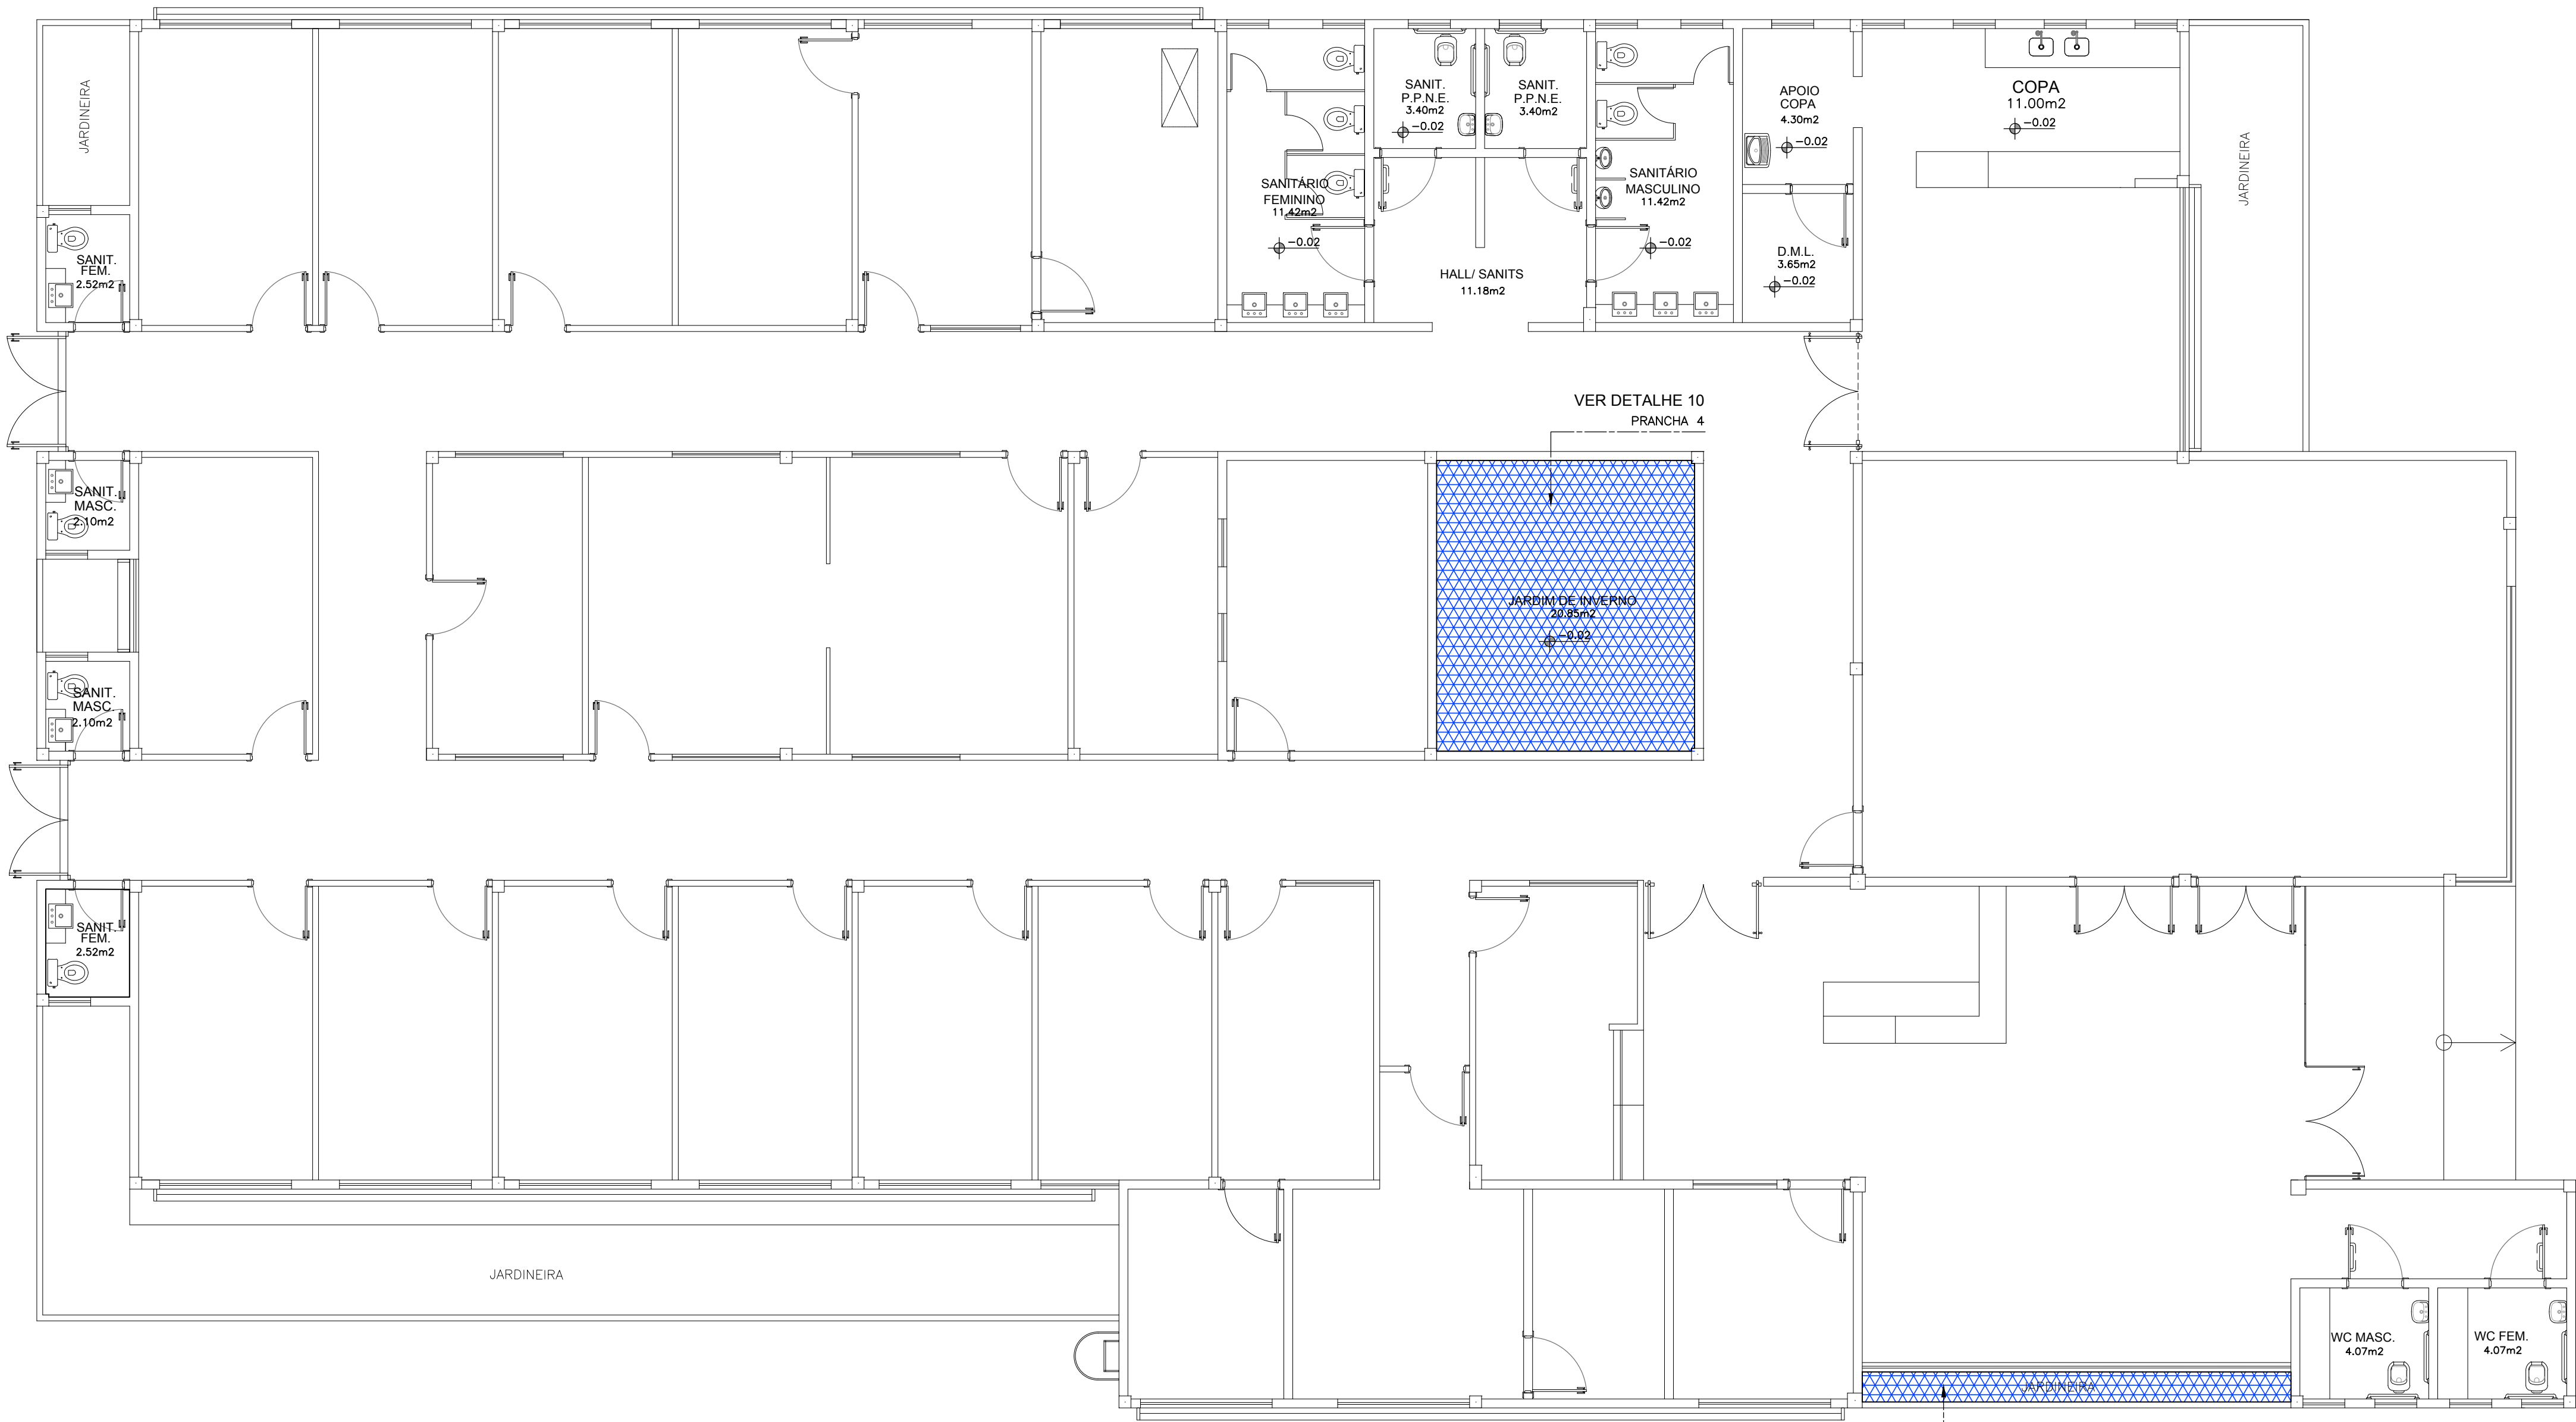 JARDINEIRA
SANIT.
FEM.
2.52m2
SANITÁRIO
FEMININO
11.42m2
-0.02
SANIT.
P.P.N.E.
3.40m2
-0.02
SANIT.
P.P.N.E.
3.40m2
HALL/ SANITS
11.18m2
SANITÁRIO
MASCULINO
11.42m2
-0.02
APOIO
COPA
4.30m2
-0.02
D.M.L.
3.65m2
-0.02
COPA
11.00m2
-0.02
JARDINEIRA
VER DETALHE 10
PRANCHA 4
SANIT.
MASC.
2.10m2
SANIT.
MASC.
2.10m2
JARDIM DE INVERNO
20.85m2
-0.02
SANIT.
FEM.
2.52m2
JARDINEIRA
JARDINEIRA
WC MASC.
4.07m2
WC FEM.
4.07m2